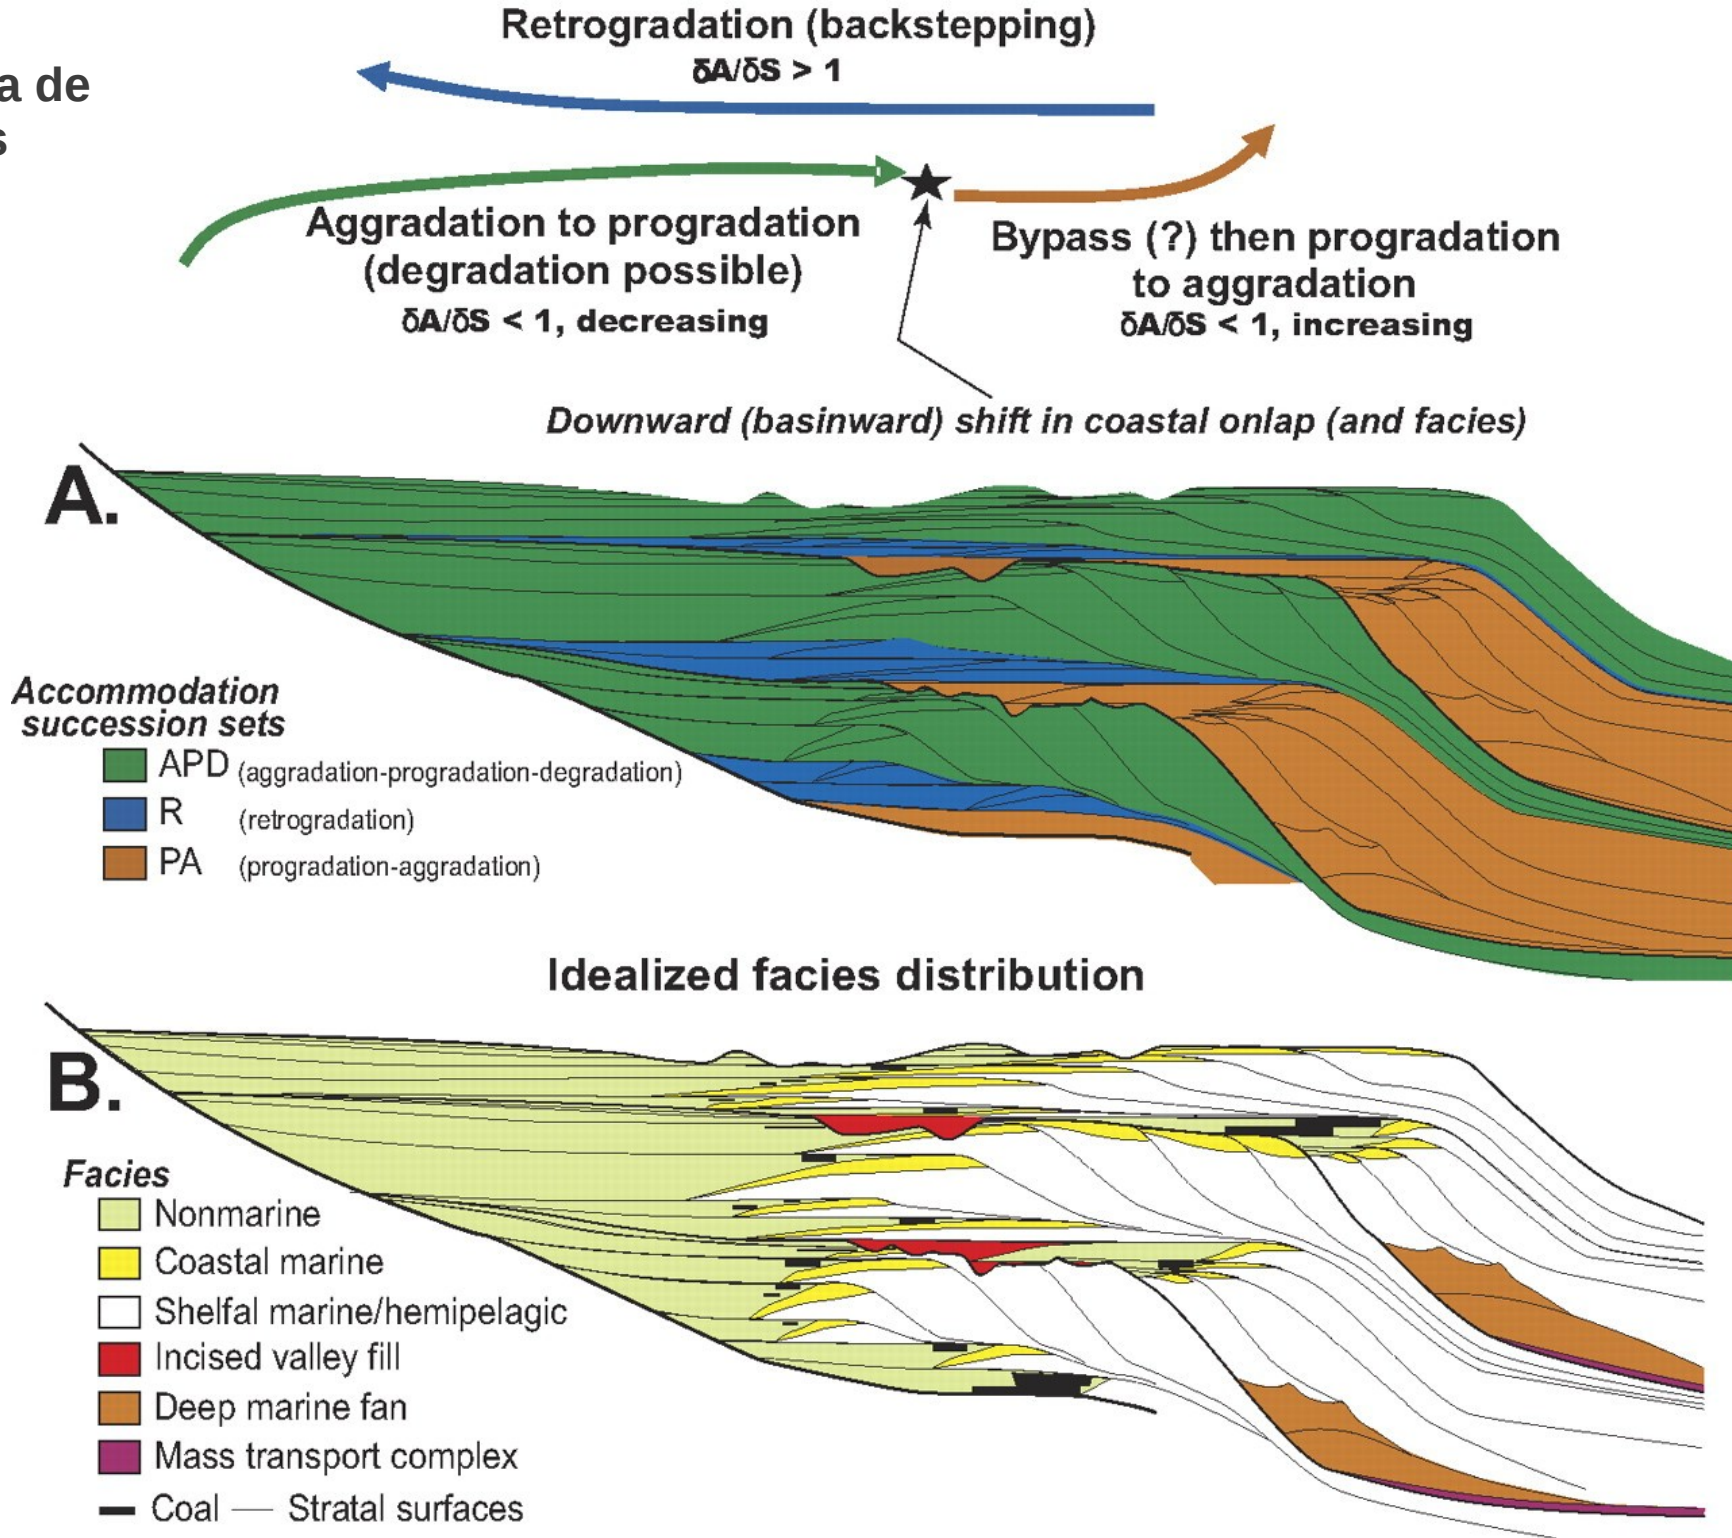 a de
s
Retrogradation (backstepping)
δA/δS > 1
Aggradation to progradation
(degradation possible)
δA/δS < 1, decreasing
Bypass (?) then progradation
to aggradation
δA/δS < 1, increasing
Downward (basinward) shift in coastal onlap (and facies)
A.
Accommodation
succession sets
APD (aggradation-progradation-degradation)
R (retrogradation)
PA (progradation-aggradation)
Idealized facies distribution
B.
Facies
Nonmarine
Coastal marine
Shelfal marine/hemipelagic
Incised valley fill
Deep marine fan
Mass transport complex
Coal
Stratal surfaces